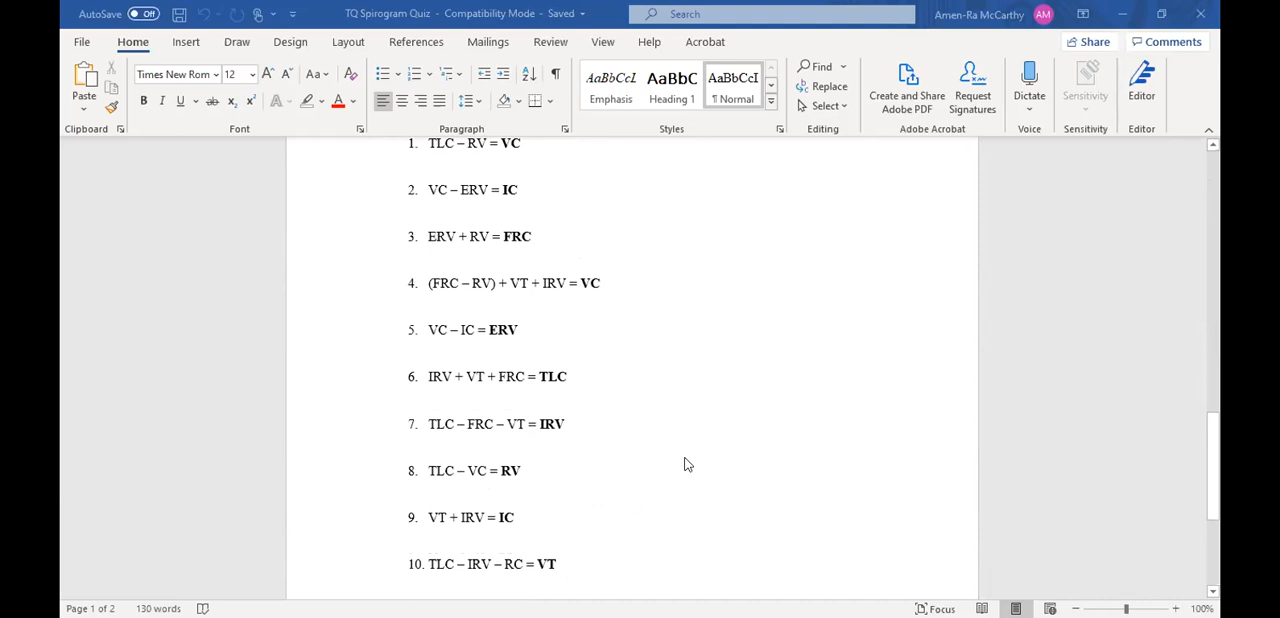 AutoSave Off TQ Spirogram Quiz - Compatibility Mode - Saved Search Amen-Ra McCarthy AM
File Home Insert Draw Design Layout References Mailings Review View Help Acrobat Share Comments
Times New Rom 12 Aa AaBbCcI AaBbC AaBbCcI Find
Replace
Select
Paste B I U ab x₂ x² A A Emphasis Heading 1 ¶ Normal Create and Share Adobe PDF Request Signatures Dictate Sensitivity Editor
Clipboard Font Paragraph Styles Editing Adobe Acrobat Voice Sensitivity Editor
1. TLC – RV = VC
2. VC – ERV = IC
3. ERV + RV = FRC
4. (FRC – RV) + VT + IRV = VC
5. VC – IC = ERV
6. IRV + VT + FRC = TLC
7. TLC – FRC – VT = IRV
8. TLC – VC = RV
9. VT + IRV = IC
10. TLC – IRV – RC = VT
Page 1 of 2 130 words Focus 100%